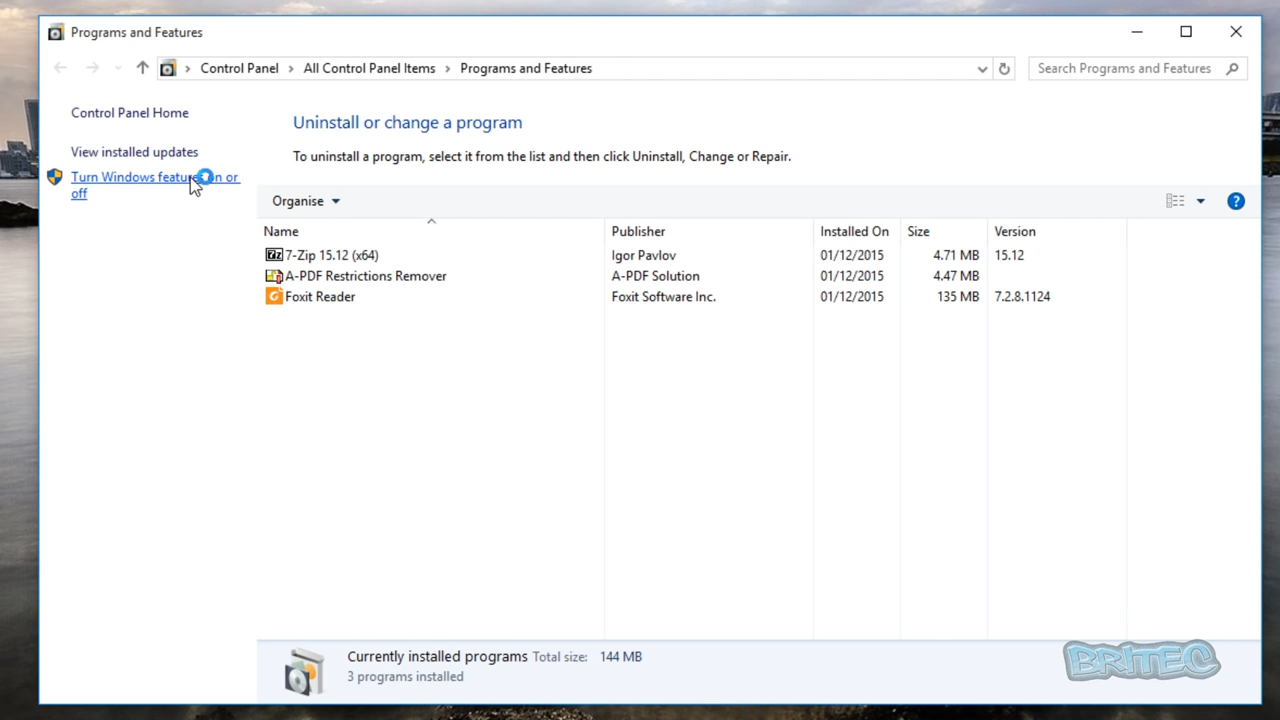 Programs and Features
Control Panel > All Control Panel Items > Programs and Features
Search Programs and Features
Control Panel Home
View installed updates
Turn Windows features on or
off
Uninstall or change a program
To uninstall a program, select it from the list and then click Uninstall, Change or Repair.
Organise
Name Publisher Installed On Size Version
7-Zip 15.12 (x64) Igor Pavlov 01/12/2015 4.71 MB 15.12
A-PDF Restrictions Remover A-PDF Solution 01/12/2015 4.47 MB
Foxit Reader Foxit Software Inc. 01/12/2015 135 MB 7.2.8.1124
Currently installed programs Total size: 144 MB
3 programs installed
BRITEC